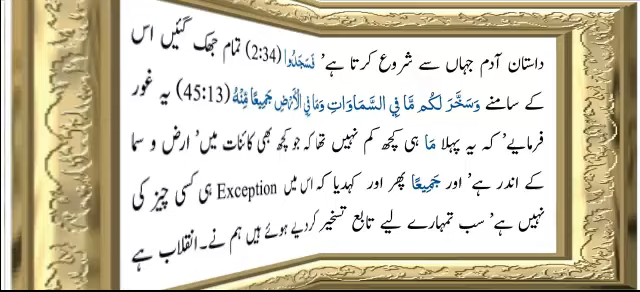 داستان آدم جہاں سے شروع کرتا ہے’ فَسَجَدُوا (2:34) تمام جھک گئیں اس
کے سامنے وَسَخَّرَ لَكُم مَّا فِي السَّمَاوَاتِ وَمَا فِي الْأَرْضِ جَمِيعًا مِّنْهُ (45:13) یہ غور
فرمایے’ کہ یہ پہلا مَا ہی کچھ کم نہیں تھا کہ جو کچھ بھی کائنات میں’ ارض و سما
کے اندر ہے’ اور جَمِيعًا پھر اور کہدیا کہ اس میں Exception ہی کسی چیز کی
نہیں ہے’ سب تمہارے لیے تابع تسخیر کردیے ہوئے ہیں ہم نے۔ انقلاب ہے